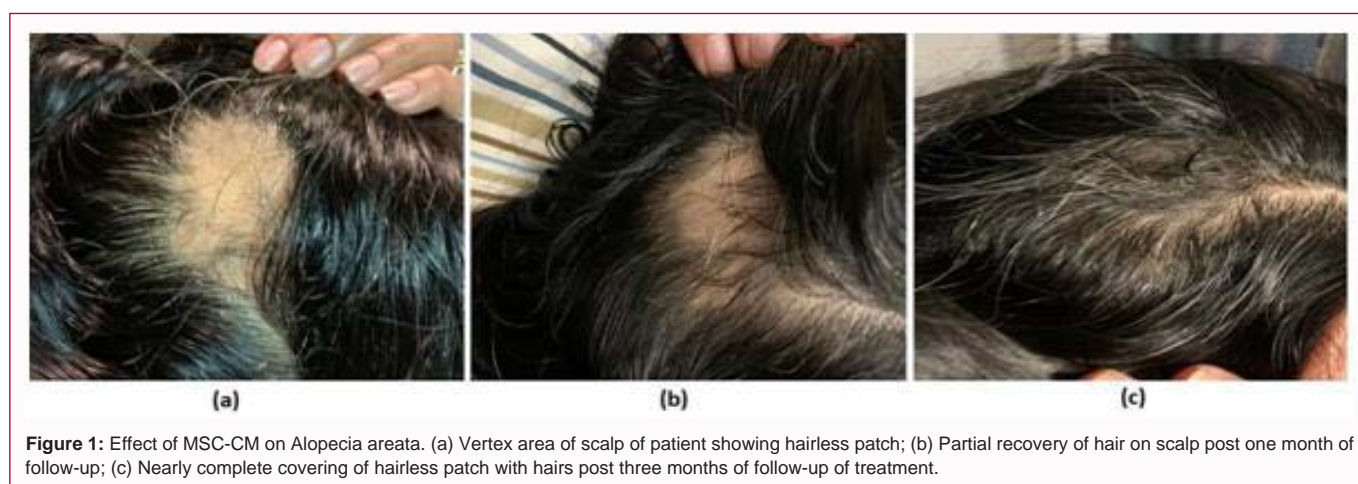 (a)
(b)
(c)
Figure 1: Effect of MSC-CM on Alopecia areata. (a) Vertex area of scalp of patient showing hairless patch; (b) Partial recovery of hair on scalp post one month of
follow-up; (c) Nearly complete covering of hairless patch with hairs post three months of follow-up of treatment.